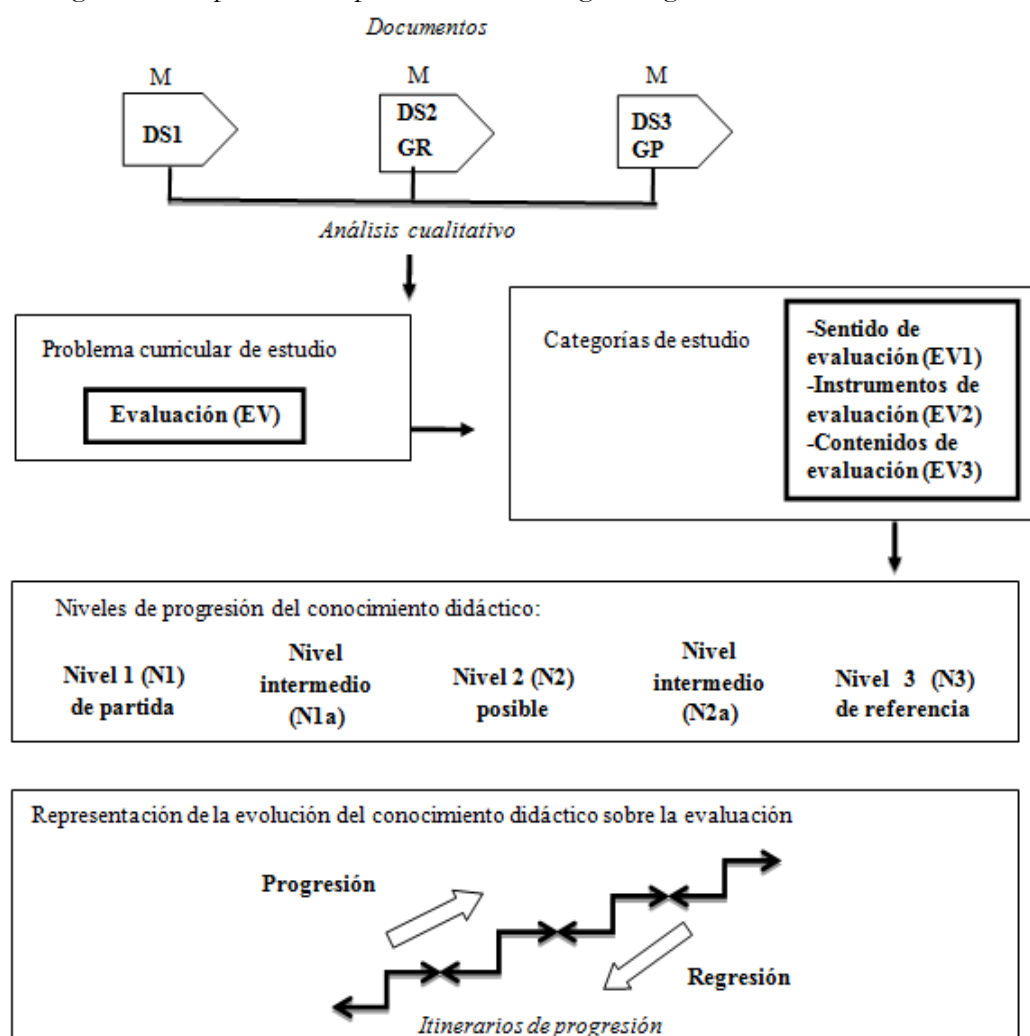 Documentos
M M M
DS1
DS2
GR
DS3
GP
Análisis cualitativo
Problema curricular de estudio
Evaluación (EV)
Categorías de estudio
-Sentido de
evaluación (EV1)
-Instrumentos de
evaluación (EV2)
-Contenidos de
evaluación (EV3)
Niveles de progresión del conocimiento didáctico:
Nivel 1 (N1)
de partida
Nivel
intermedio
(N1a)
Nivel 2 (N2)
posible
Nivel
intermedio
(N2a)
Nivel 3 (N3)
de referencia
Representación de la evolución del conocimiento didáctico sobre la evaluación
Progresión
Regresión
Itinerarios de progresión